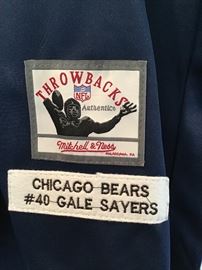 THROWBACKS
NFL
Authentics
Mitchell & Ness
PHILADELPHIA, PA
CHICAGO BEARS
#40 GALE SAYERS